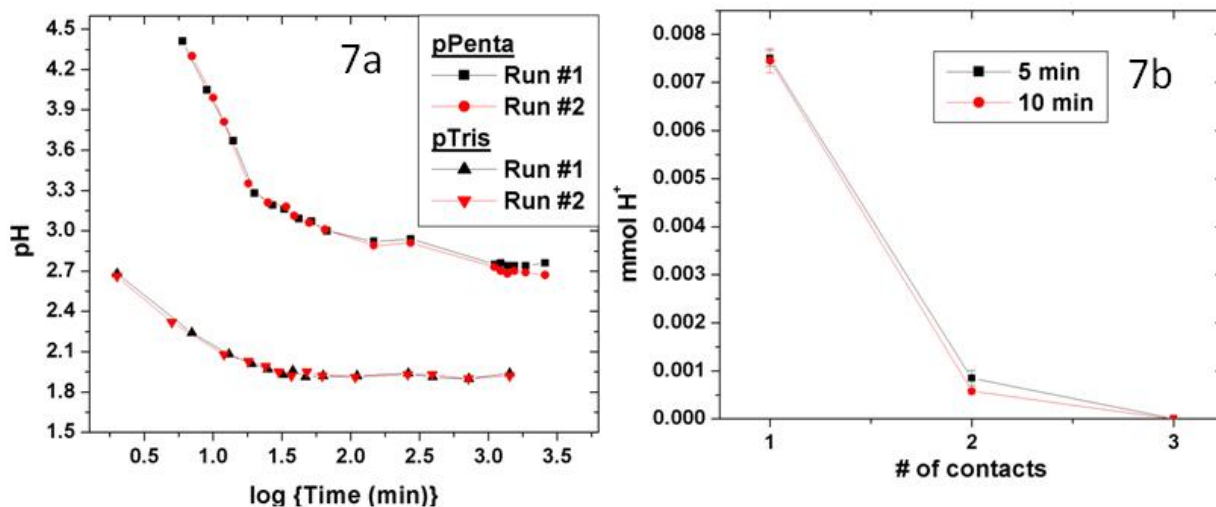 7a
pPenta
Run #1
Run #2
pTris
Run #1
Run #2
4.5
4.2
3.9
3.6
3.3
3.0
2.7
2.4
2.1
1.8
1.5
pH
0.5 1.0 1.5 2.0 2.5 3.0 3.5
log {Time (min)}
7b
5 min
10 min
0.008
0.007
0.006
0.005
0.004
0.003
0.002
0.001
0.000
mmol H⁺
1 2 3
# of contacts